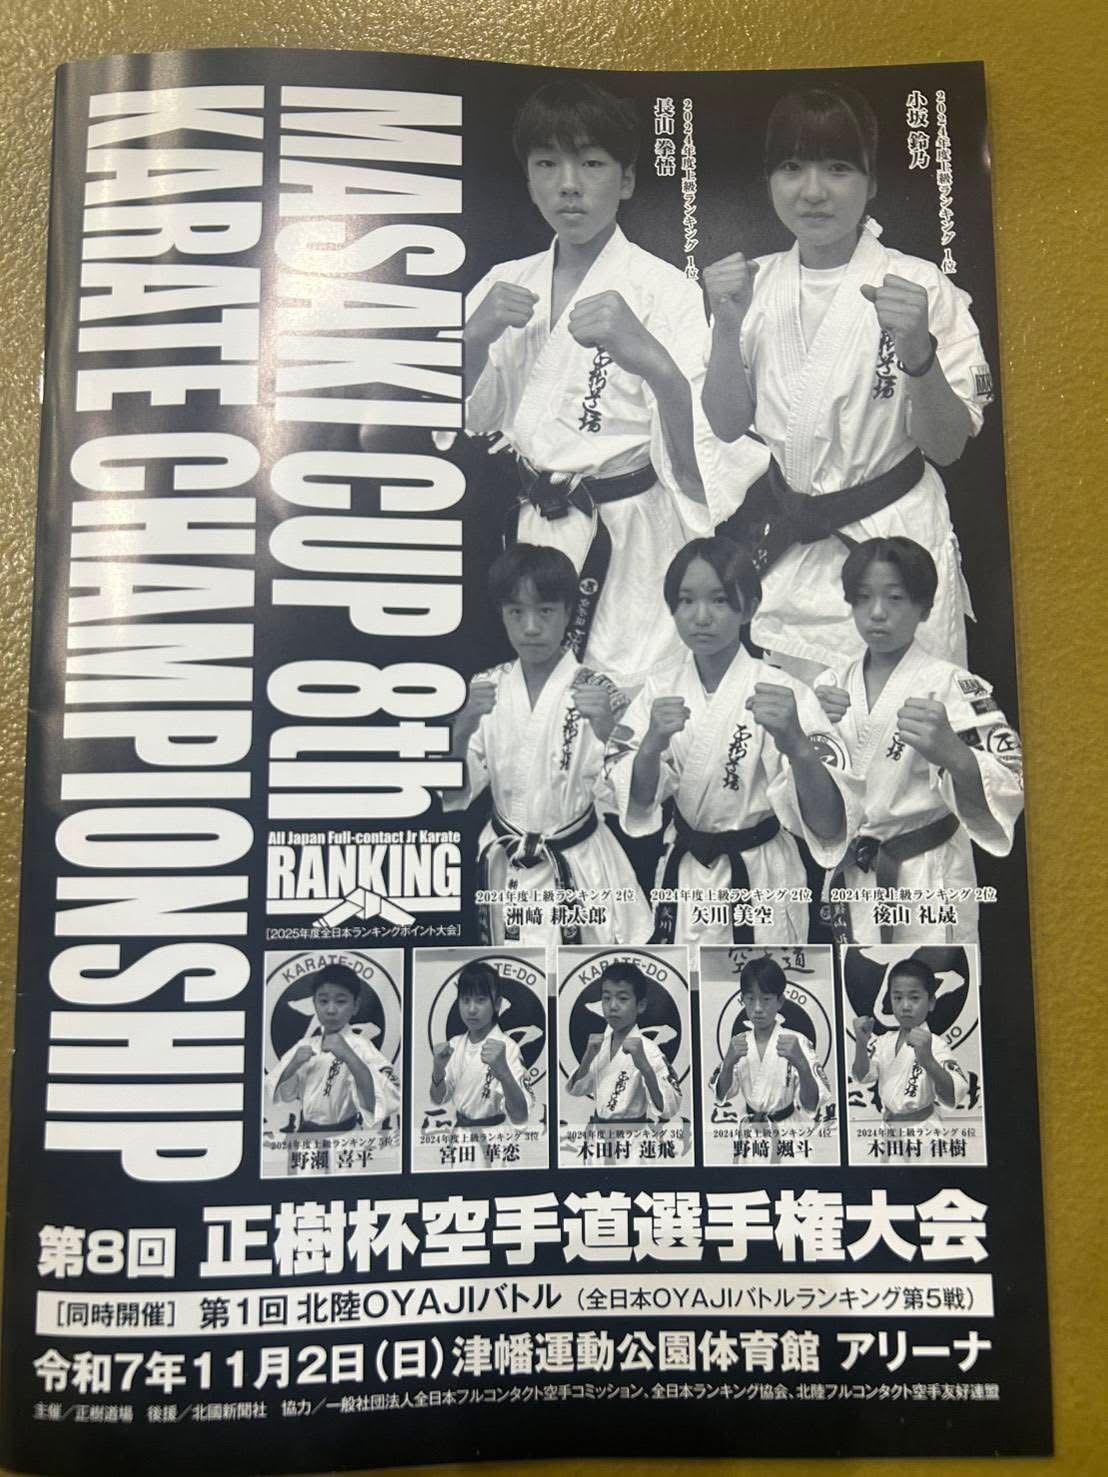 MASAKI CUP 8th
KARATE CHAMPIONSHIP
2024年度上級ランキング 1位
長山 拳悟
2024年度上級ランキング 1位
小坂 鈴乃
All Japan Full-contact Jr Karate
RANKING
[2025年度全日本ランキングポイント大会]
2024年度上級ランキング 2位
洲﨑 耕太郎
2024年度上級ランキング 2位
矢川 美空
2024年度上級ランキング 2位
後山 礼晟
KARATE-DO
2024年度上級ランキング 3位
野瀬 喜平
KARATE-DO
2024年度上級ランキング 3位
宮田 華恋
KARATE-DO
2024年度上級ランキング 3位
木田村 蓮飛
空手道
2024年度上級ランキング 4位
野﨑 颯斗
2024年度上級ランキング 6位
木田村 律樹
第8回 正樹杯空手道選手権大会
[同時開催] 第1回 北陸OYAJIバトル (全日本OYAJIバトルランキング第5戦)
令和7年11月2日(日)津幡運動公園体育館 アリーナ
主催/正樹道場 後援/北國新聞社 協力/一般社団法人全日本フルコンタクト空手コミッション、全日本ランキング協会、北陸フルコンタクト空手友好連盟